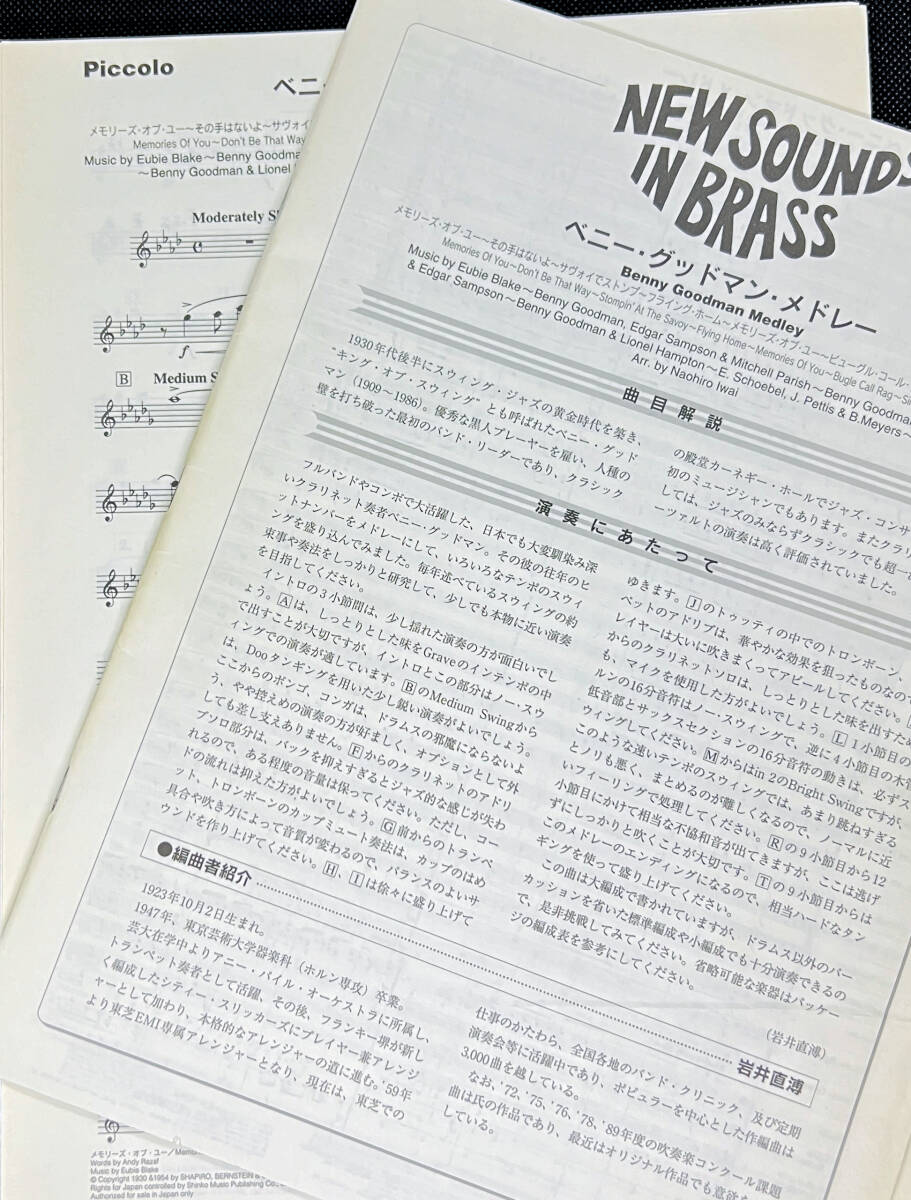 Piccolo
ベニ
メモリーズ・オブ・ユー～その手はないよ～サヴォイ
Memories Of You～Don't Be That Way
Music by Eubie Blake～Benny Goodma
～Benny Goodman & Lionel
Moderately S
B Medium S
メモリーズ・オブ・ユー/Memo
Words by Andy Razaf
Music by Eubie Blake
© Copyright 1930 &1954 by SHAPIRO, BERNSTEIN &
Rights for Japan controlled by Shinko Music Publishing Co.
Authorized for sale in Japan only
NEW SOUNDS
IN BRASS
ベニー・グッドマン・メドレー
Benny Goodman Medley
メモリーズ・オブ・ユー～その手はないよ～サヴォイでストンプ～フライング・ホーム～メモリーズ・オブ・ユー～ビューグル・コール・
Memories Of You～Don't Be That Way～Stompin' At The Savoy～Flying Home～Memories Of You～Bugle Call Rag～Si
Music by Eubie Blake～Benny Goodman, Edgar Sampson & Mitchell Parish～Benny Goodman
& Edgar Sampson～Benny Goodman & Lionel Hampton～E. Schoebel, J. Pettis & B.Meyers～
Arr. by Naohiro Iwai
曲目解説
1930年代後半にスウィング・ジャズの黄金時代を築き、
"キング・オブ・スウィング"とも呼ばれたベニー・グッド
マン（1909～1986）。優秀な黒人プレーヤーを雇い、人種の
壁を打ち破った最初のバンド・リーダーであり、クラシック
の殿堂カーネギー・ホールでジャズ・コンサ
初のミュージシャンでもあります。またクラリ
しては、ジャズのみならずクラシックでも超一
ーツァルトの演奏は高く評価されていました。
演奏にあたって
フルバンドやコンボで大活躍した、日本でも大変馴染み深
いクラリネット奏者ベニー・グッドマン。その彼の往年のヒ
ットナンバーをメドレーにして、いろいろなテンポのスウィ
ングを盛り込んでみました。毎年述べているスウィングの約
束事や奏法をしっかりと研究して、少しでも本物に近い演奏
を目指してください。
イントロの3小節間は、少し揺れた演奏の方が面白いでし
ょう。Aは、しっとりとした味をGraveのインテンポの中
で出すことが大切ですが、イントロとこの部分はノー・スウ
ィングでの演奏が適しています。BのMedium Swingから
は、Dooタンギングを用いた少し鋭い演奏がよいでしょう。
ここからのボンゴ、コンガは、ドラムスの邪魔にならないよ
う、やや控えめの演奏の方が好ましく、オプションとして外
しても差し支えありません。Fからのクラリネットのアドリ
ブソロ部分は、バックを抑えすぎるとジャズ的な感じが失わ
れるので、ある程度の音量は保ってください。ただし、コー
ドの流れは抑えた方がよいでしょう。G前からのトランペ
ット、トロンボーンのカップミュート奏法は、カップのはめ
具合や吹き方によって音質が変わるので、バランスのよいサ
ウンドを作り上げてください。H、Iは徐々に盛り上げて
ゆきます。Jのトゥッティの中でのトロンボーン、
ペットのアドリブは、華やかな効果を狙ったものなので
レイヤーは大いに吹きまくってアピールしてください。
からのクラリネットソロは、しっとりとした味を出すため
も、マイクを使用した方がよいでしょう。L 1小節目の
ルンの16分音符はノー・スウィングで、逆に4小節目の木管
低音部とサックスセクションの16分音符の動きは、必ずス
ウィングしてください。Mからはin 2のBright Swingですが、
このような速いテンポのスウィングでは、あまり跳ねすぎる
とノリも悪く、まとめるのが難しくなるので、ノーマルに近
いフィーリングで処理してください。Rの9小節目から12
小節目にかけて相当な不協和音が出てきますが、ここは逃げ
ずにしっかりと吹くことが大切です。Tの9小節目からは
このメドレーのエンディングになるので、相当ハードなタン
ギングを使って盛り上げてください。
この曲は大編成で書かれていますが、ドラムス以外のパー
カッションを省いた標準編成や小編成でも十分演奏できるの
で、是非挑戦してみてください。省略可能な楽器はパッケー
ジの編成表を参考にしてください。
（岩井直溥）
●編曲者紹介 岩井直溥
1923年10月2日生まれ。
1947年、東京芸術大学器楽科（ホルン専攻）卒業。
芸大在学中よりアニー・パイル・オーケストラに所属し、
トランペット奏者として活躍、その後、フランキー堺が新し
く編成したシティー・スリッカーズにプレイヤー兼アレンジ
ャーとして加わり、本格的なアレンジャーの道に進む。'59年
より東芝EMI専属アレンジャーとなり、現在は、東芝での
仕事のかたわら、全国各地のバンド・クリニック、及び定期
演奏会等に活躍中であり、ポピュラーを中心とした作編曲は
3,000曲を越している。
なお、'72、'75、'76、'78、'89年度の吹奏楽コンクール課題
曲は氏の作品であり、最近はオリジナル作品でも意欲
している。